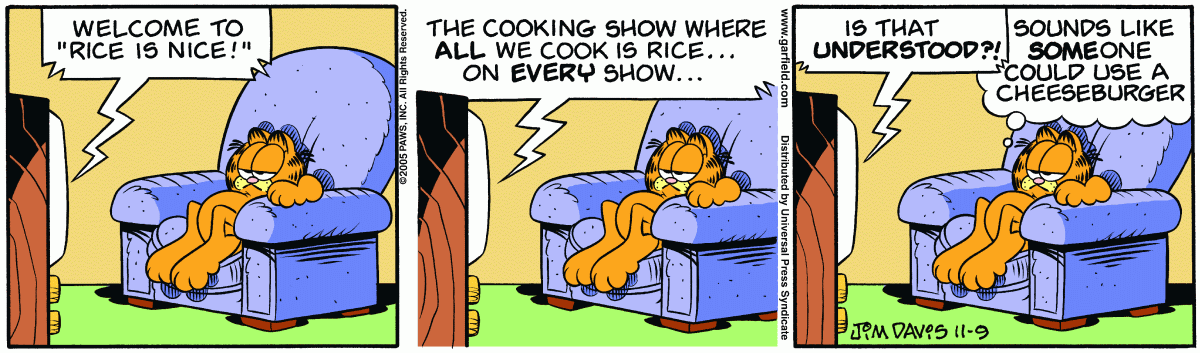 WELCOME TO
"RICE IS NICE!"
©2005 PAWS, INC. All Rights Reserved.
THE COOKING SHOW WHERE
ALL WE COOK IS RICE...
ON EVERY SHOW...
www.garfield.com
Distributed by Universal Press Syndicate
IS THAT
UNDERSTOOD?!
SOUNDS LIKE
SOMEONE
COULD USE A
CHEESEBURGER
JIM DAVIS 11-9